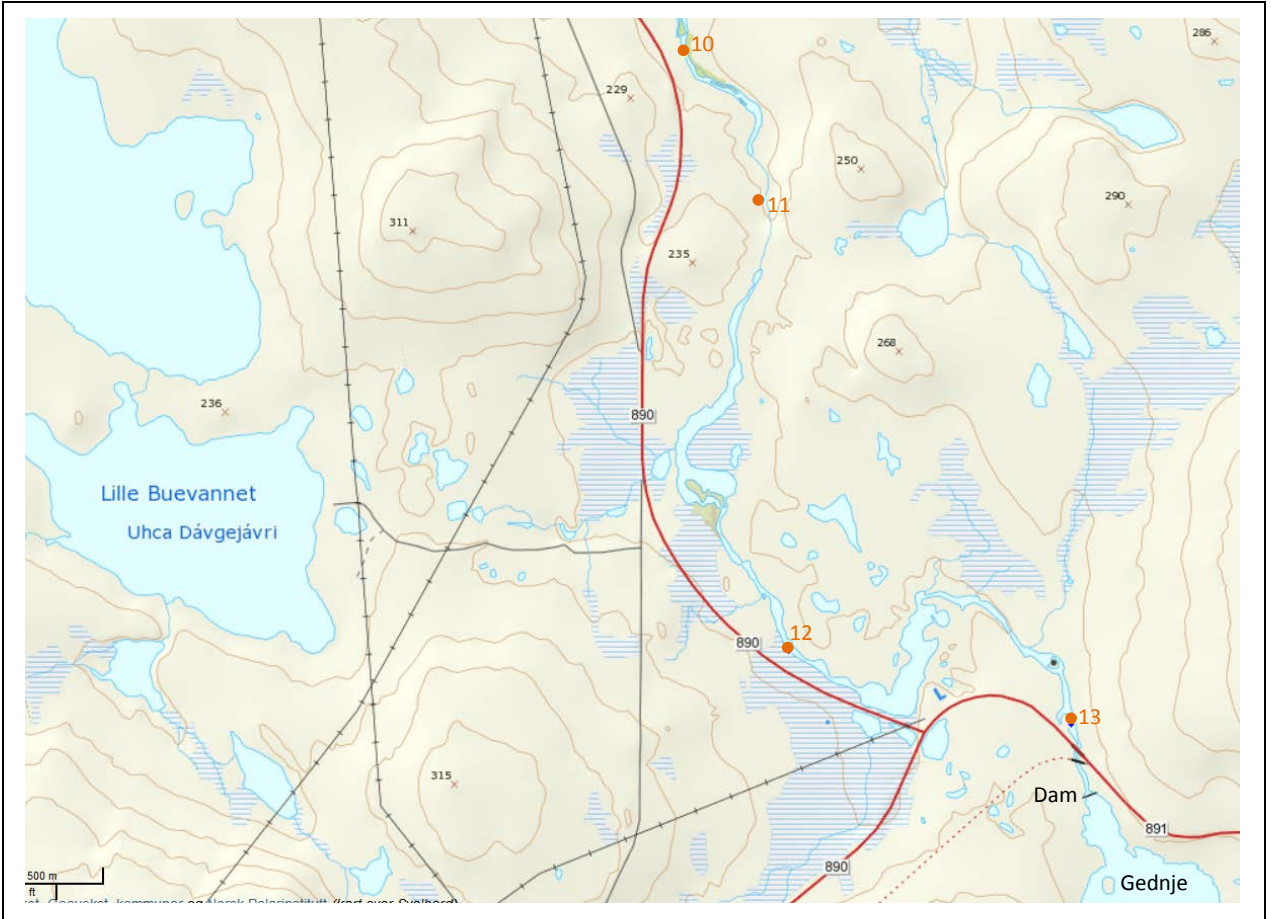 10
286
229
250
11
290
311
235
268
236
890
Lille Buevannet
Uhca Dávgejávri
12
890
13
315
Dam
891
890
500 m
ft
Gednje
kommuner og Norsk Polarinstitutt (kart over Svalbard)